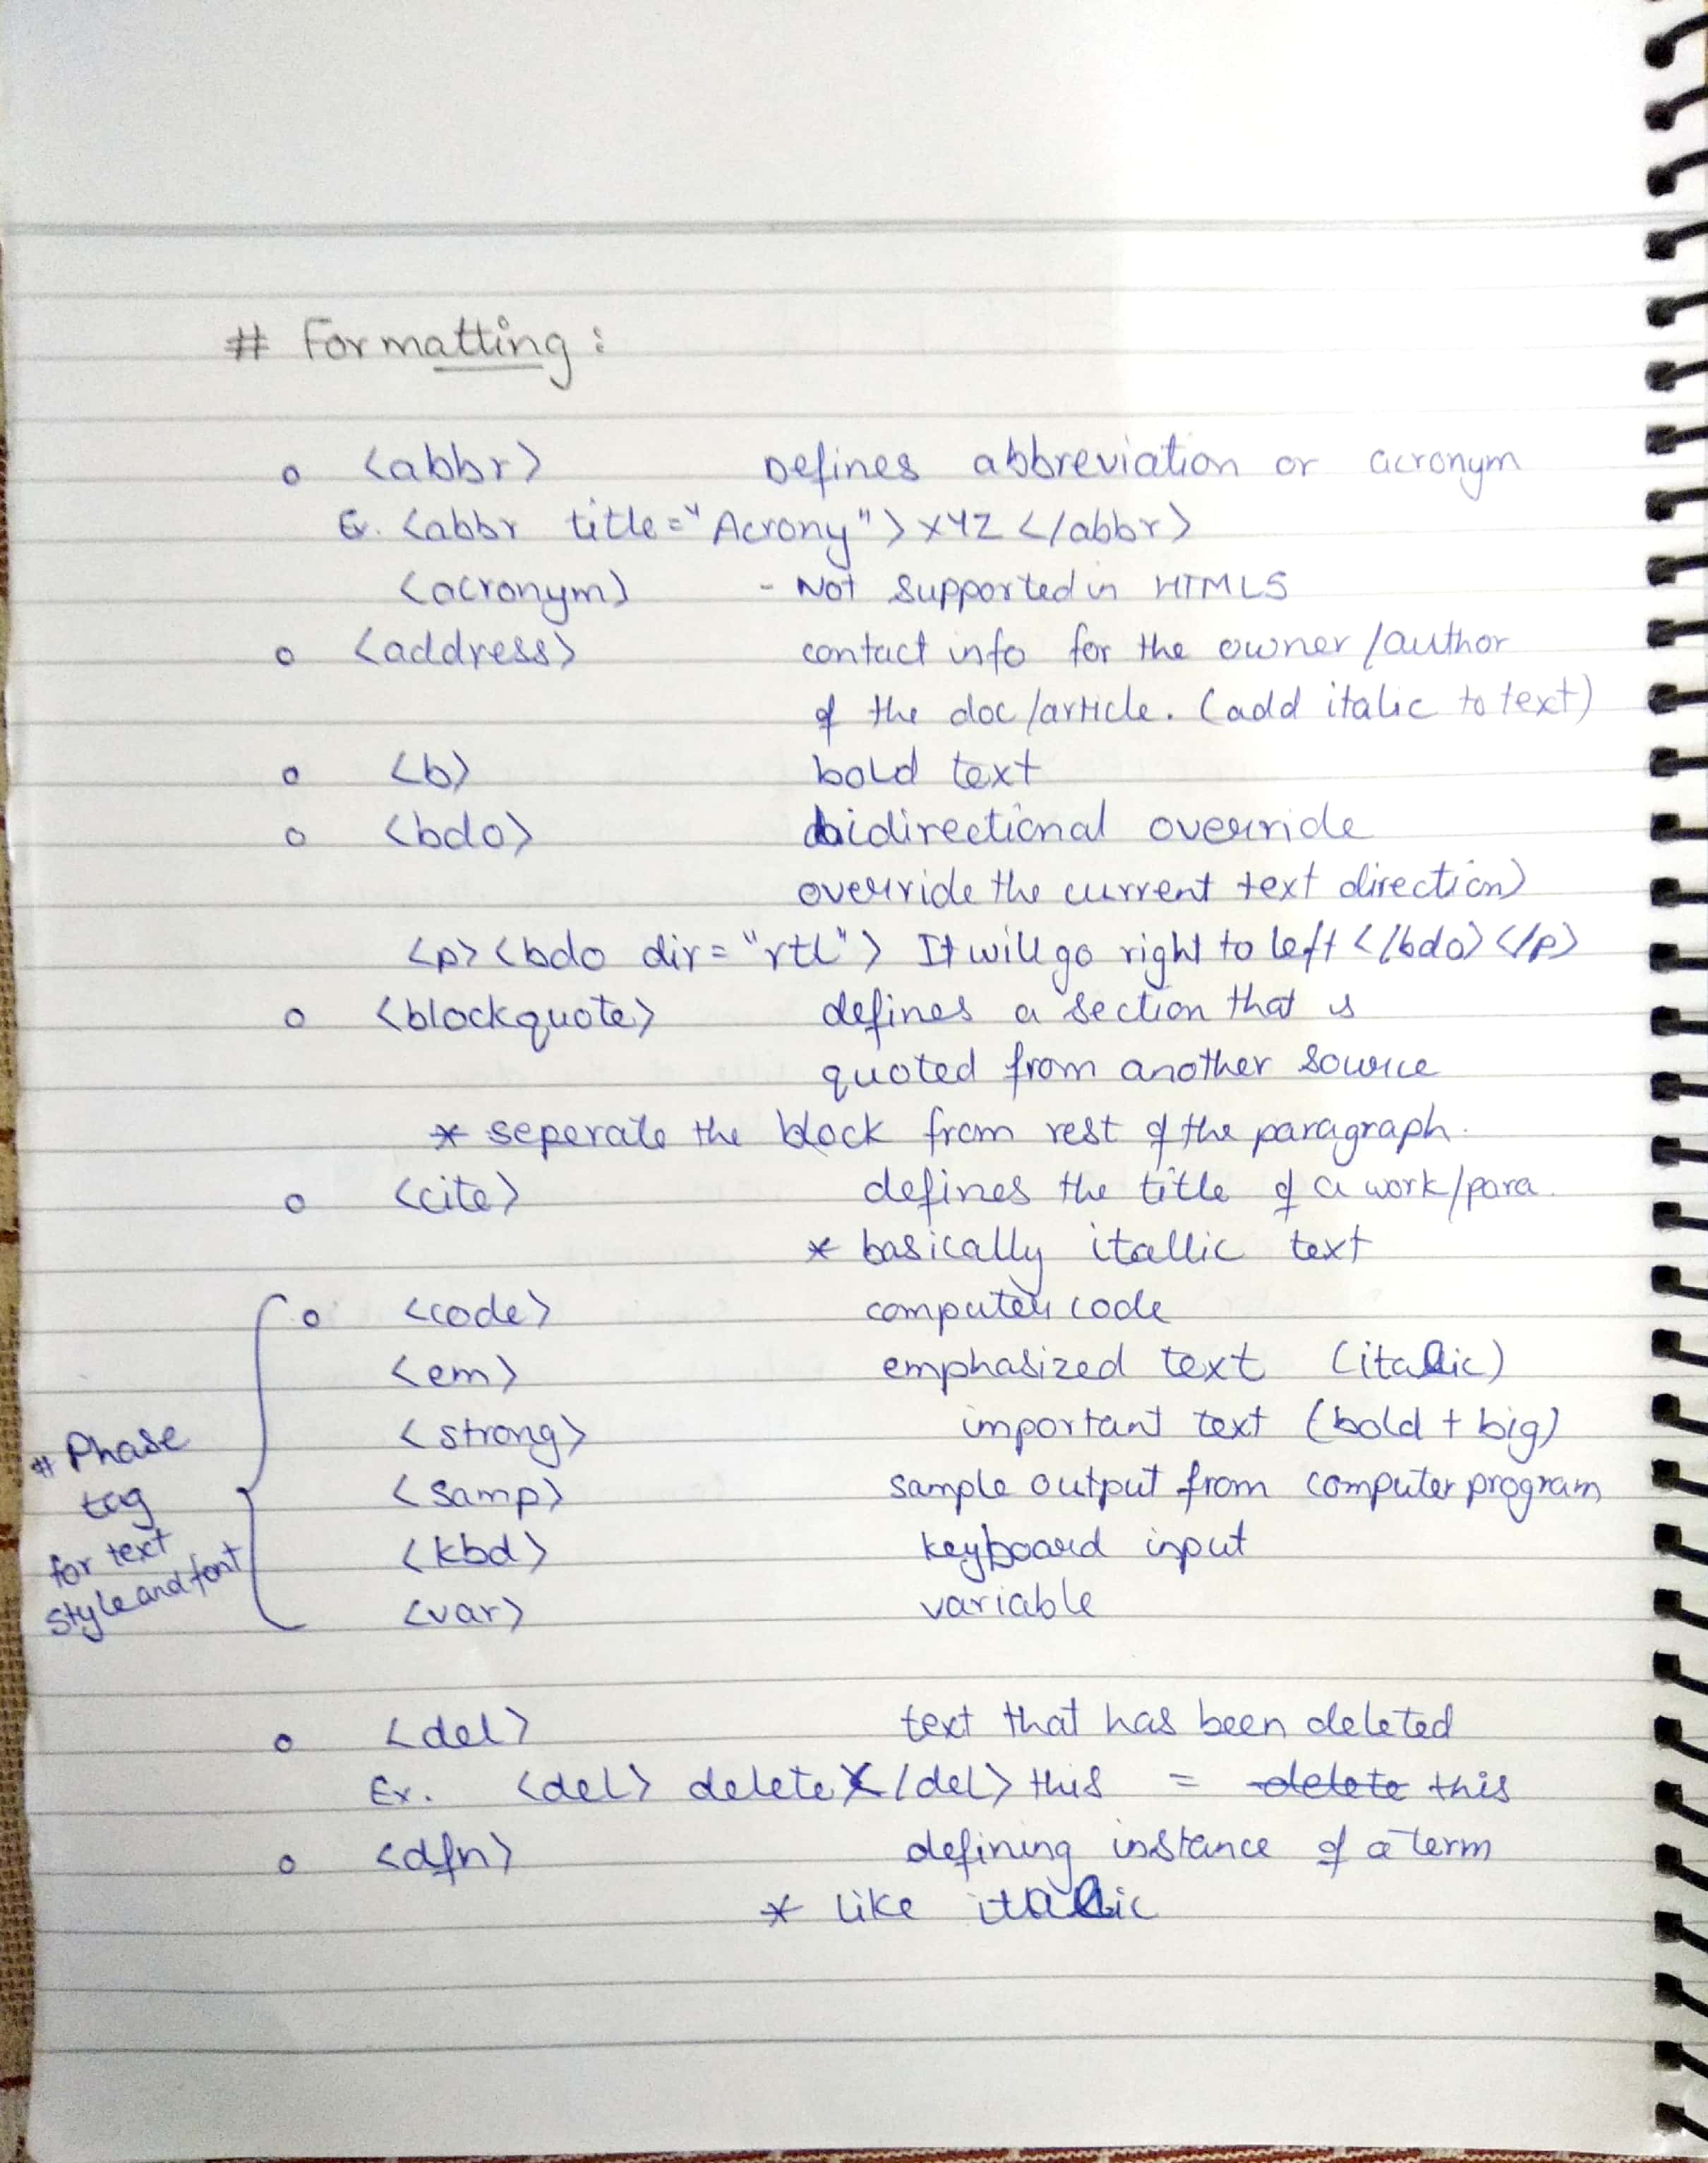 # Formatting :
o <abbr> Defines abbreviation or acronym
Ex. <abbr title="Acrony">XYZ</abbr>
<acronym> - Not supported in HTML5
o <address> contact info for the owner/author
of the doc/article. (add italic to text)
o <b> bold text
o <bdo> bidirectional override
override the current text direction)
<p><bdo dir="rtl"> It will go right to left </bdo></p>
o <blockquote> defines a section that is
quoted from another source
* seperate the block from rest of the paragraph.
o <cite> defines the title of a work/para.
* basically itallic text
o <code> computer code
<em> emphasized text (italic)
<strong> important text (bold + big)
<samp> sample output from computer program
<kbd> keyboard input
<var> variable
# Phase
tag
for text
style and font
o <del> text that has been deleted
Ex. <del> delete </del> this = delete this
o <dfn> defining instance of a term
* like italic